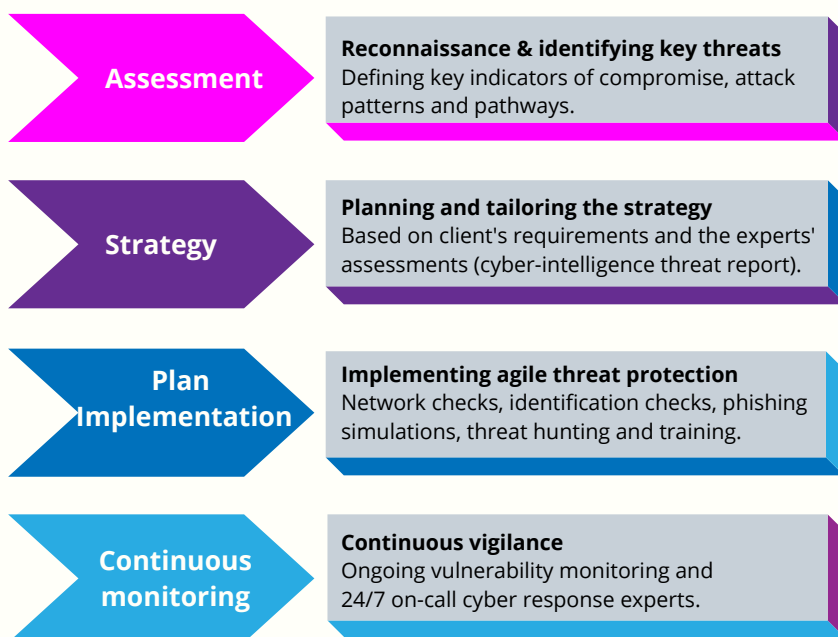 Assessment
Reconnaissance & identifying key threats
Defining key indicators of compromise, attack
patterns and pathways.
Strategy
Planning and tailoring the strategy
Based on client's requirements and the experts'
assessments (cyber-intelligence threat report).
Plan
Implementation
Implementing agile threat protection
Network checks, identification checks, phishing
simulations, threat hunting and training.
Continuous
monitoring
Continuous vigilance
Ongoing vulnerability monitoring and
24/7 on-call cyber response experts.